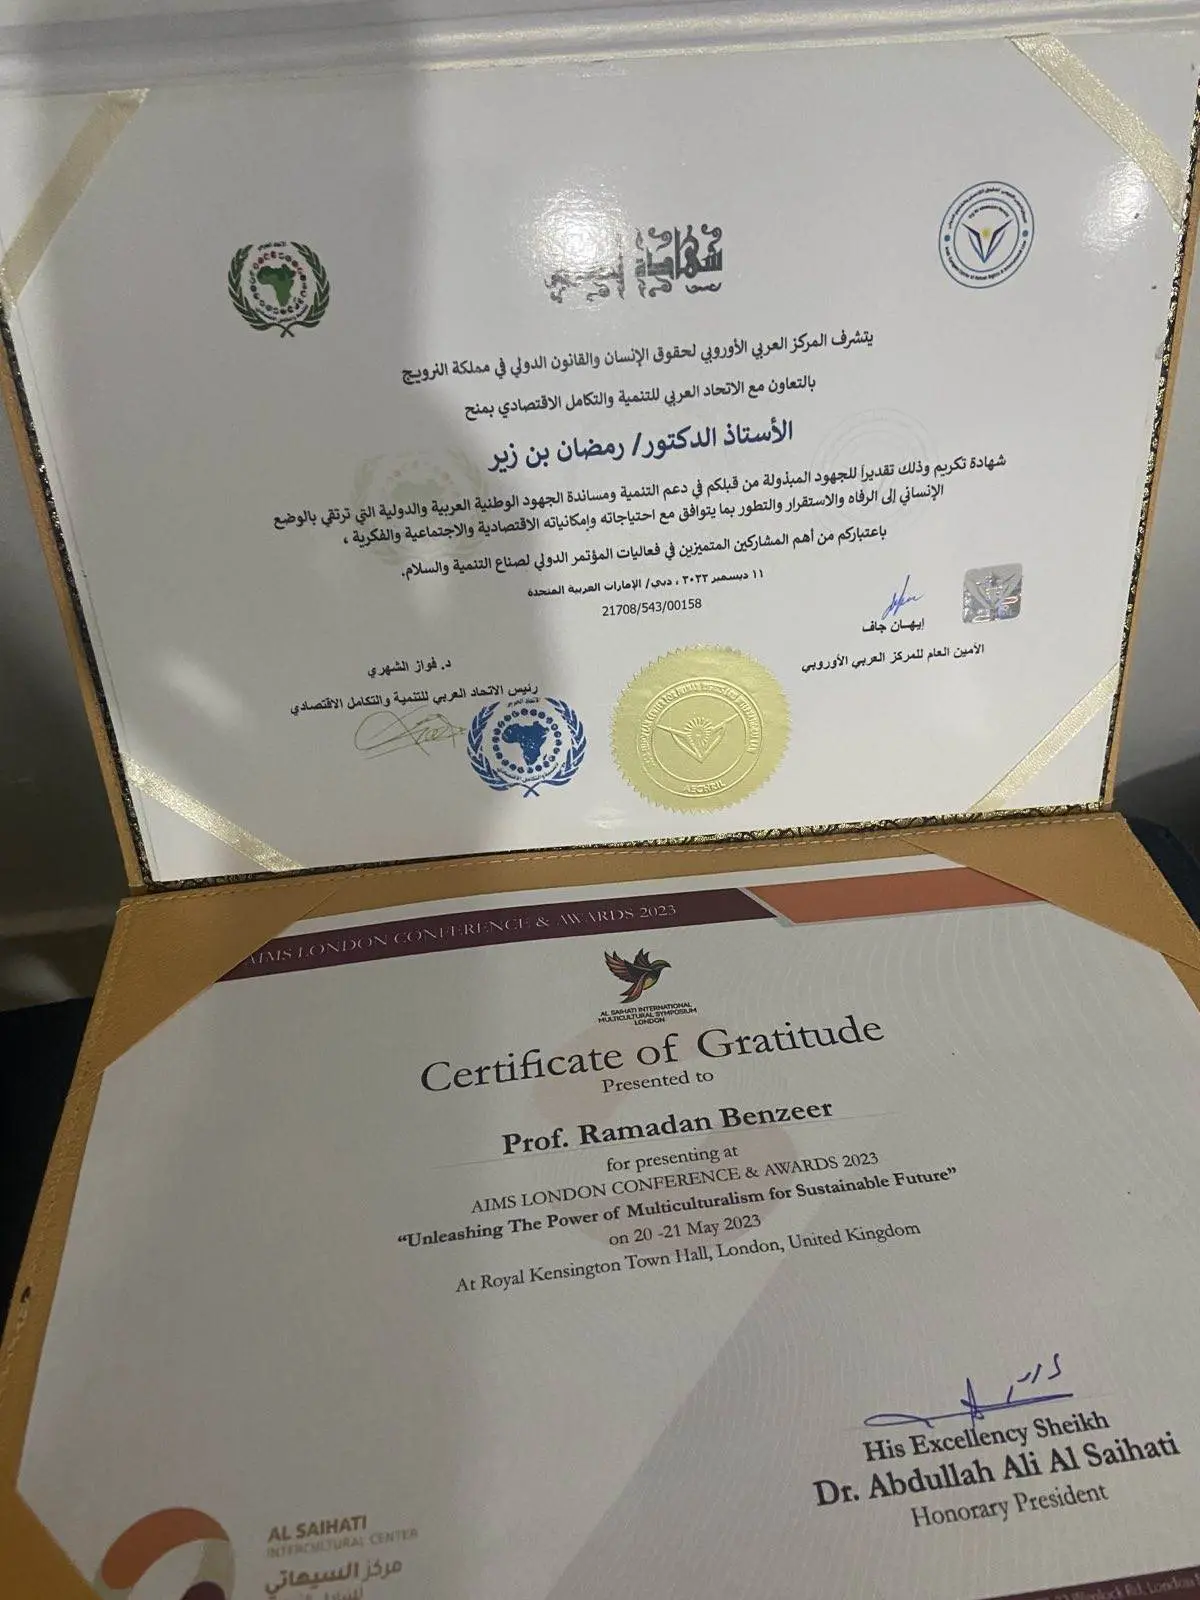 شهادة
يتشرف المركز العربي الأوروبي لحقوق الإنسان والقانون الدولي في مملكة النرويج
بالتعاون مع الاتحاد العربي للتنمية والتكامل الاقتصادي بمنح
الأستاذ الدكتور/ رمضان بن زير
شهادة تكريم وذلك تقديراً للجهود المبذولة من قبلكم في دعم التنمية ومساندة الجهود الوطنية العربية والدولية التي ترتقي بالوضع
الإنساني إلى الرفاه والاستقرار والتطور بما يتوافق مع احتياجاته وإمكانياته الاقتصادية والاجتماعية والفكرية ،
باعتباركم من أهم المشاركين المتميزين في فعاليات المؤتمر الدولي لصناع التنمية والسلام.
١١ ديسمبر ٢٠٢٢ ، دبي/ الإمارات العربية المتحدة
21708/543/00158
إيهان جاف
الأمين العام للمركز العربي الأوروبي
د. فواز الشهري
رئيس الاتحاد العربي للتنمية والتكامل الاقتصادي
AIMS LONDON CONFERENCE & AWARDS 2023
AL SAIHATI INTERNATIONAL
MULTICULTURAL SYMPOSIUM
LONDON
Certificate of Gratitude
Presented to
Prof. Ramadan Benzeer
for presenting at
AIMS LONDON CONFERENCE & AWARDS 2023
“Unleashing The Power of Multiculturalism for Sustainable Future”
on 20 -21 May 2023
At Royal Kensington Town Hall, London, United Kingdom
His Excellency Sheikh
Dr. Abdullah Ali Al Saihati
Honorary President
AL SAIHATI
INTERCULTURAL CENTER
مركز السيهاتي
Wenlock Rd, London